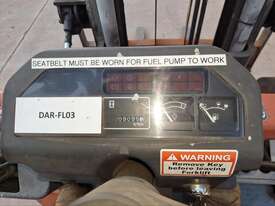 SEATBELT MUST BE WORN FOR FUEL PUMP TO WORK
DAR-FL03
WARNING
Remove Key
before leaving
Forklift